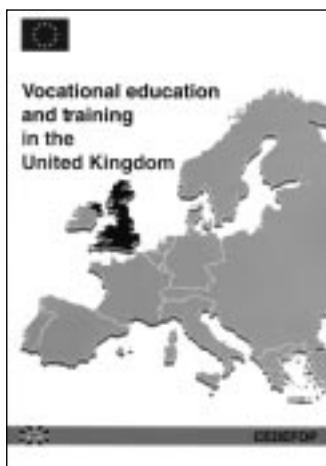 Vocational education
and training
in the
United Kingdom
CEDEFOP